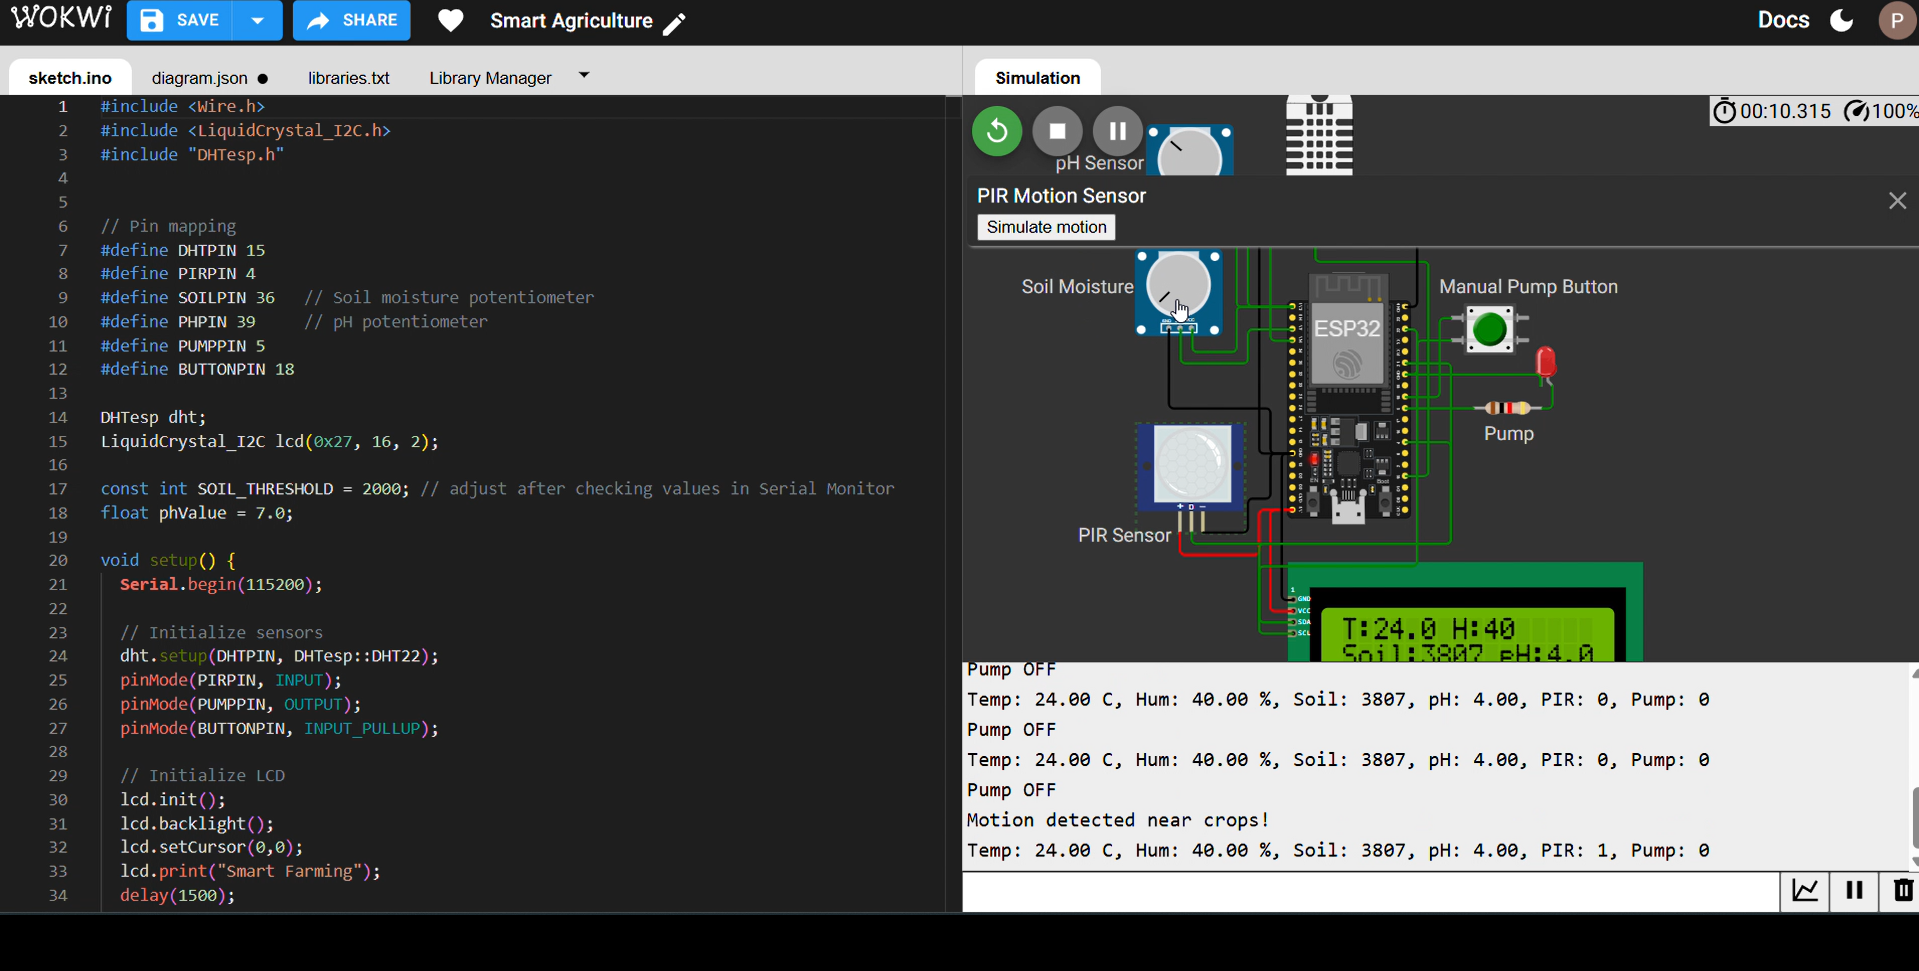 WOKWi SAVE SHARE Smart Agriculture Docs P
sketch.ino diagram.json ● libraries.txt Library Manager
1 #include <Wire.h>
2 #include <LiquidCrystal_I2C.h>
3 #include "DHTesp.h"
4
5
6 // Pin mapping
7 #define DHTPIN 15
8 #define PIRPIN 4
9 #define SOILPIN 36 // Soil moisture potentiometer
10 #define PHPIN 39 // pH potentiometer
11 #define PUMPPIN 5
12 #define BUTTONPIN 18
13
14 DHTesp dht;
15 LiquidCrystal_I2C lcd(0x27, 16, 2);
16
17 const int SOIL_THRESHOLD = 2000; // adjust after checking values in Serial Monitor
18 float phValue = 7.0;
19
20 void setup() {
21 Serial.begin(115200);
22
23 // Initialize sensors
24 dht.setup(DHTPIN, DHTesp::DHT22);
25 pinMode(PIRPIN, INPUT);
26 pinMode(PUMPPIN, OUTPUT);
27 pinMode(BUTTONPIN, INPUT_PULLUP);
28
29 // Initialize LCD
30 lcd.init();
31 lcd.backlight();
32 lcd.setCursor(0,0);
33 lcd.print("Smart Farming");
34 delay(1500);
Simulation
00:10.315 100%
pH Sensor
PIR Motion Sensor
Simulate motion
Soil Moisture
Manual Pump Button
ESP32
Pump
PIR Sensor
+ D −
1
GND
VCC
SDA
SCL
T:24.0 H:40
Soil:3807 pH:4.0
Pump OFF
Temp: 24.00 C, Hum: 40.00 %, Soil: 3807, pH: 4.00, PIR: 0, Pump: 0
Pump OFF
Temp: 24.00 C, Hum: 40.00 %, Soil: 3807, pH: 4.00, PIR: 0, Pump: 0
Pump OFF
Motion detected near crops!
Temp: 24.00 C, Hum: 40.00 %, Soil: 3807, pH: 4.00, PIR: 1, Pump: 0